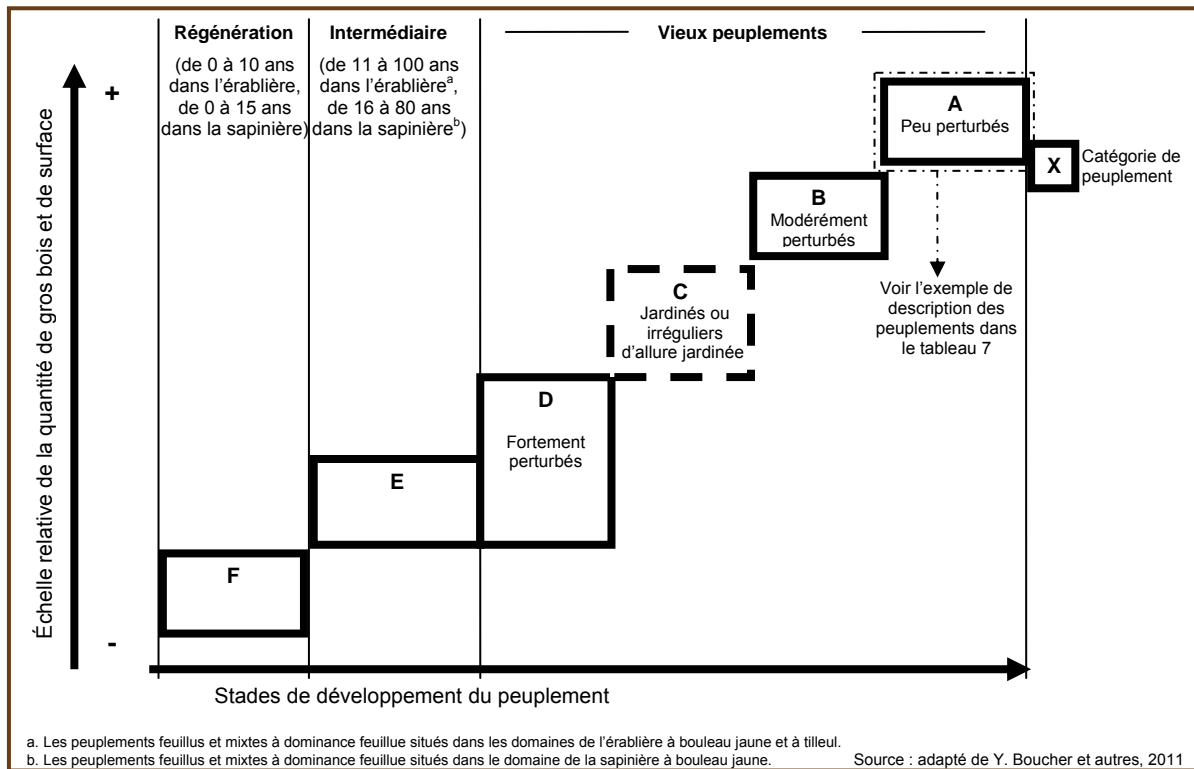 Régénération
(de 0 à 10 ans
dans l'érablière,
de 0 à 15 ans
dans la sapinière)
Intermédiaire
(de 11 à 100 ans
dans l'érablièreᵃ,
de 16 à 80 ans
dans la sapinièreᵇ)
Vieux peuplements
Échelle relative de la quantité de gros bois et de surface
+
-
A
Peu perturbés
X
Catégorie de
peuplement
B
Modérément
perturbés
Voir l'exemple de
description des
peuplements dans
le tableau 7
C
Jardinés ou
irréguliers
d'allure jardinée
D
Fortement
perturbés
E
F
Stades de développement du peuplement
a. Les peuplements feuillus et mixtes à dominance feuillue situés dans les domaines de l'érablière à bouleau jaune et à tilleul.
b. Les peuplements feuillus et mixtes à dominance feuillue situés dans le domaine de la sapinière à bouleau jaune.
Source : adapté de Y. Boucher et autres, 2011